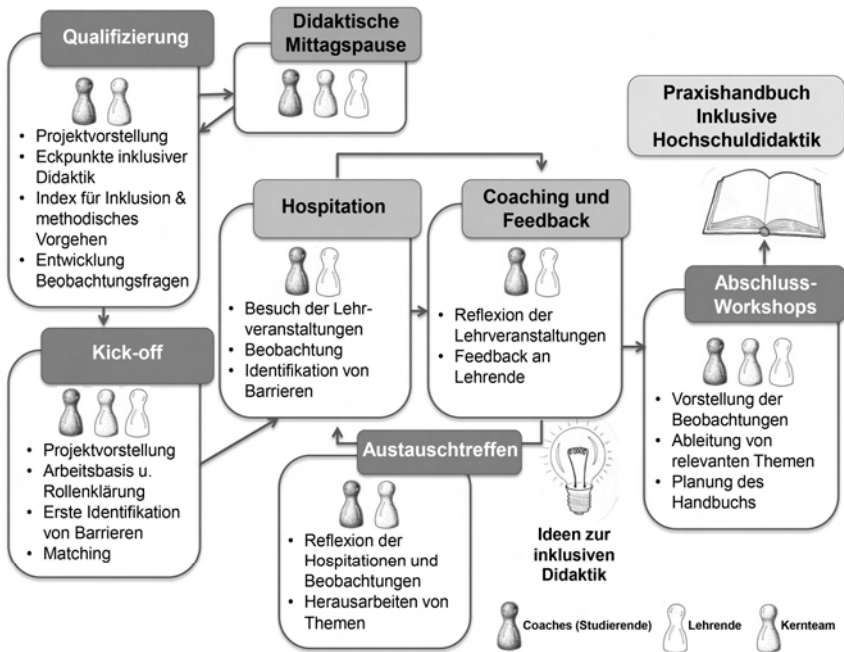 Qualifizierung
• Projektvorstellung
• Eckpunkte inklusiver
Didaktik
• Index für Inklusion &
methodisches
Vorgehen
• Entwicklung
Beobachtungsfragen
Didaktische
Mittagspause
Kick-off
• Projektvorstellung
• Arbeitsbasis u.
Rollenklärung
• Erste Identifikation
von Barrieren
• Matching
Hospitation
• Besuch der Lehr-
veranstaltungen
• Beobachtung
• Identifikation von
Barrieren
Coaching und
Feedback
• Reflexion der
Lehrveranstaltungen
• Feedback an
Lehrende
Austauschtreffen
• Reflexion der
Hospitationen und
Beobachtungen
• Herausarbeiten von
Themen
Ideen zur
inklusiven
Didaktik
Praxishandbuch
Inklusive
Hochschuldidaktik
Abschluss-
Workshops
• Vorstellung der
Beobachtungen
• Ableitung von
relevanten Themen
• Planung des
Handbuchs
Coaches (Studierende)
Lehrende
Kernteam